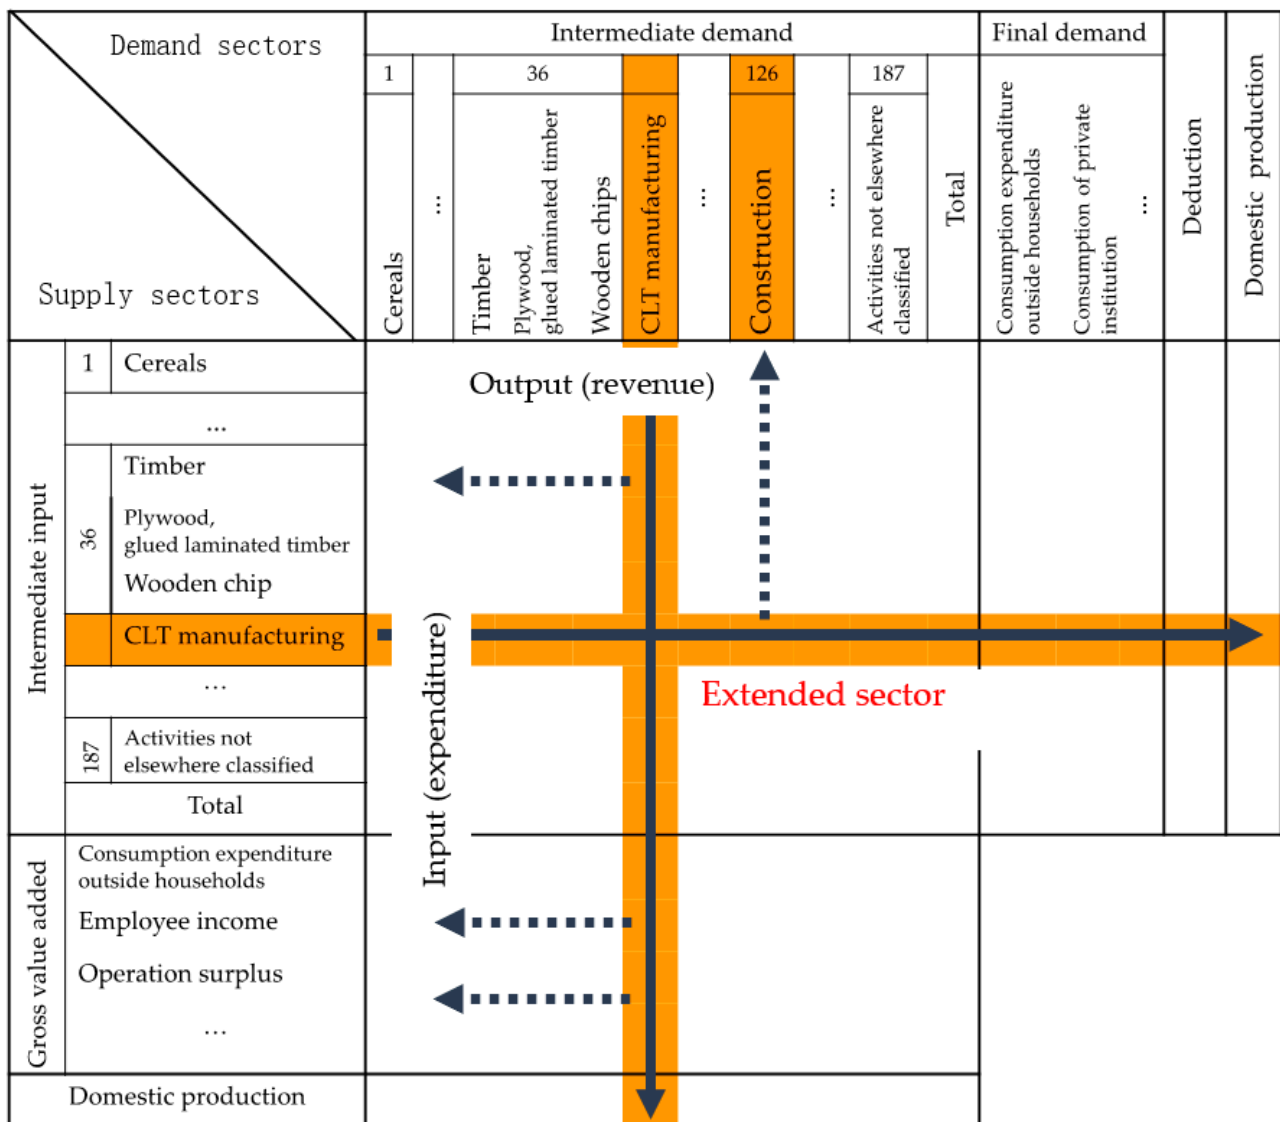 Demand sectors
Supply sectors
Intermediate demand
Final demand
1
36
126
187
Cereals
...
Timber
Plywood,
glued laminated timber
Wooden chips
CLT manufacturing
...
Construction
...
Activities not elsewhere
classified
Total
Consumption expenditure
outside households
Consumption of private
institution
...
Deduction
Domestic production
Intermediate input
1
Cereals
...
36
Timber
Plywood,
glued laminated timber
Wooden chip
CLT manufacturing
...
187
Activities not
elsewhere classified
Total
Output (revenue)
Input (expenditure)
Extended sector
Gross value added
Consumption expenditure
outside households
Employee income
Operation surplus
...
Domestic production